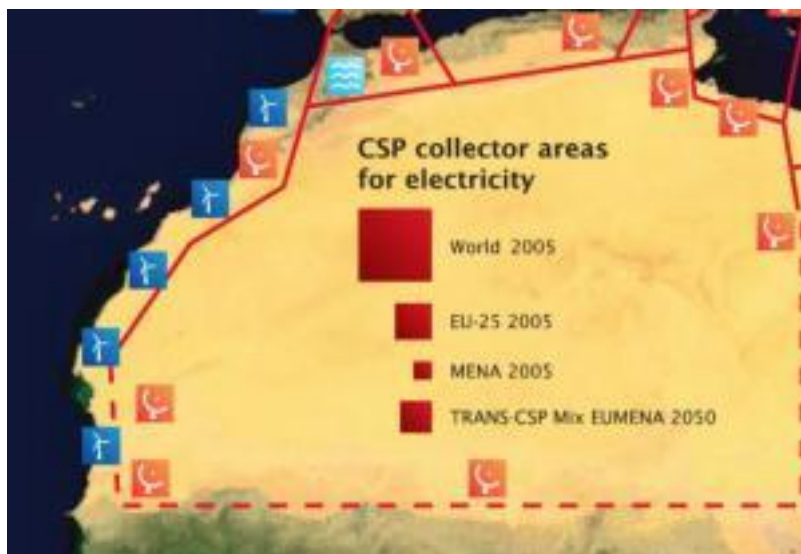 CSP collector areas
for electricity
World 2005
EU-25 2005
MENA 2005
TRANS-CSP Mix EUMENA 2050